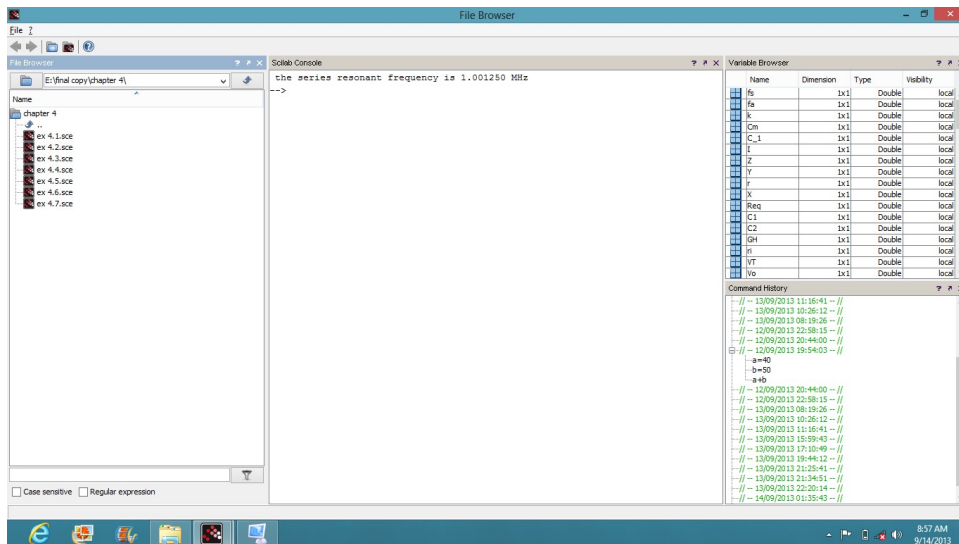 File Browser
File ?
File Browser
E:\final copy\chapter 4\
Name
chapter 4
..
ex 4.1.sce
ex 4.2.sce
ex 4.3.sce
ex 4.4.sce
ex 4.5.sce
ex 4.6.sce
ex 4.7.sce
Case sensitive Regular expression
Scilab Console
the series resonant frequency is 1.001250 MHz
-->
Variable Browser
Name Dimension Type Visibility
fs 1x1 Double local
fa 1x1 Double local
k 1x1 Double local
Cm 1x1 Double local
C_1 1x1 Double local
I 1x1 Double local
Z 1x1 Double local
Y 1x1 Double local
r 1x1 Double local
X 1x1 Double local
Req 1x1 Double local
C1 1x1 Double local
C2 1x1 Double local
GH 1x1 Double local
ri 1x1 Double local
VT 1x1 Double local
Vo 1x1 Double local
Command History
// -- 13/09/2013 11:16:41 -- //
// -- 13/09/2013 10:26:12 -- //
// -- 13/09/2013 08:19:26 -- //
// -- 12/09/2013 22:58:15 -- //
// -- 12/09/2013 20:44:00 -- //
// -- 12/09/2013 19:54:03 -- //
a=40
b=50
a+b
// -- 12/09/2013 20:44:00 -- //
// -- 12/09/2013 22:58:15 -- //
// -- 13/09/2013 08:19:26 -- //
// -- 13/09/2013 10:26:12 -- //
// -- 13/09/2013 11:16:41 -- //
// -- 13/09/2013 15:59:43 -- //
// -- 13/09/2013 17:10:49 -- //
// -- 13/09/2013 19:44:12 -- //
// -- 13/09/2013 21:25:41 -- //
// -- 13/09/2013 21:34:51 -- //
// -- 13/09/2013 22:20:14 -- //
// -- 14/09/2013 01:35:43 -- //
8:57 AM
9/14/2013